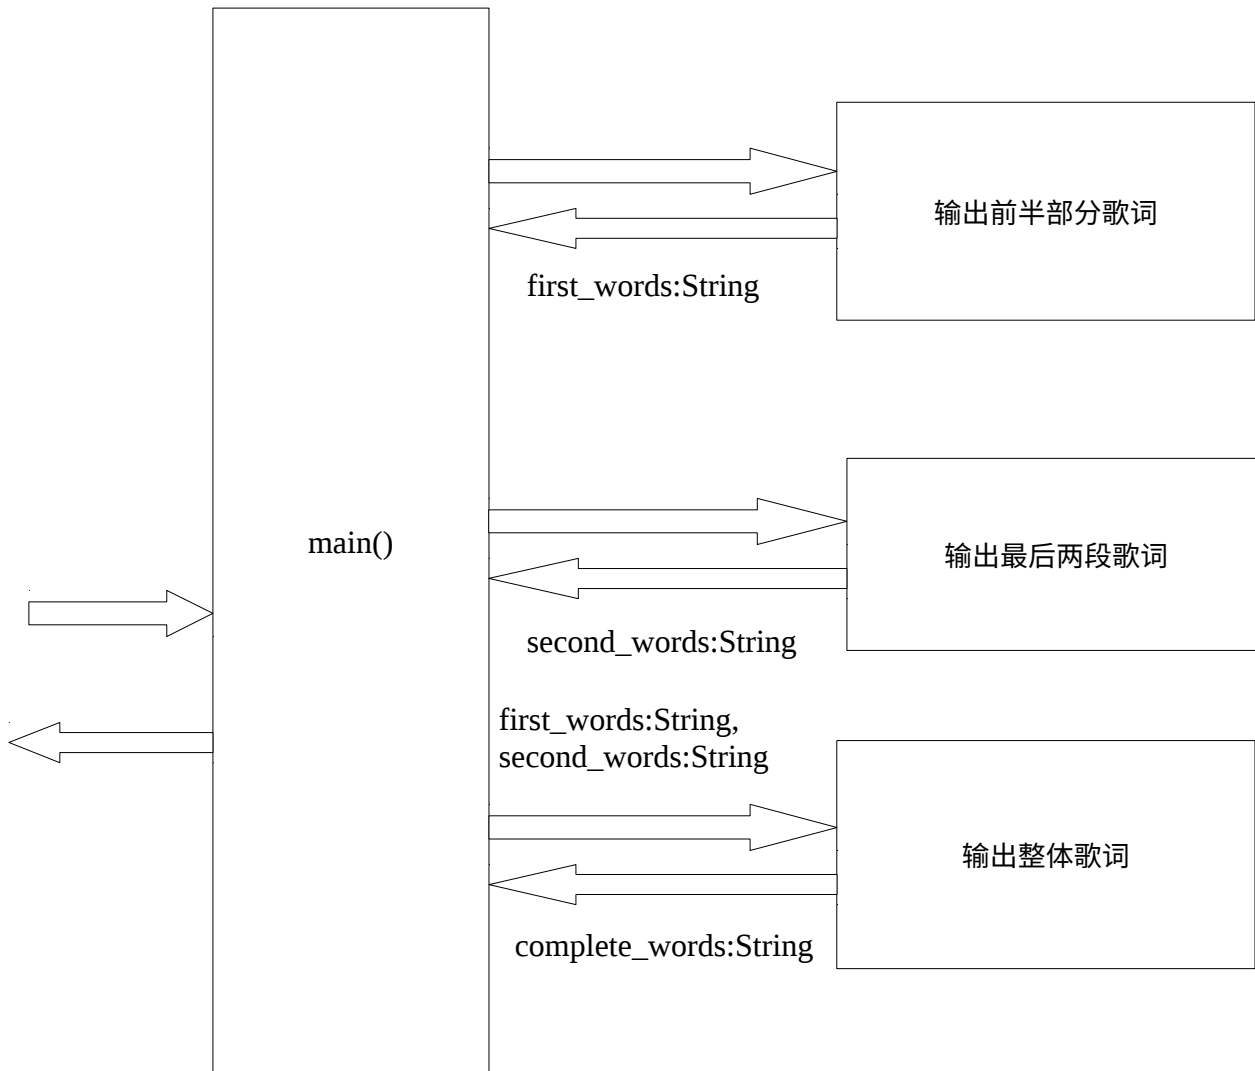 输出前半部分歌词
first_words:String
main()
输出最后两段歌词
second_words:String
first_words:String,
second_words:String
输出整体歌词
complete_words:String